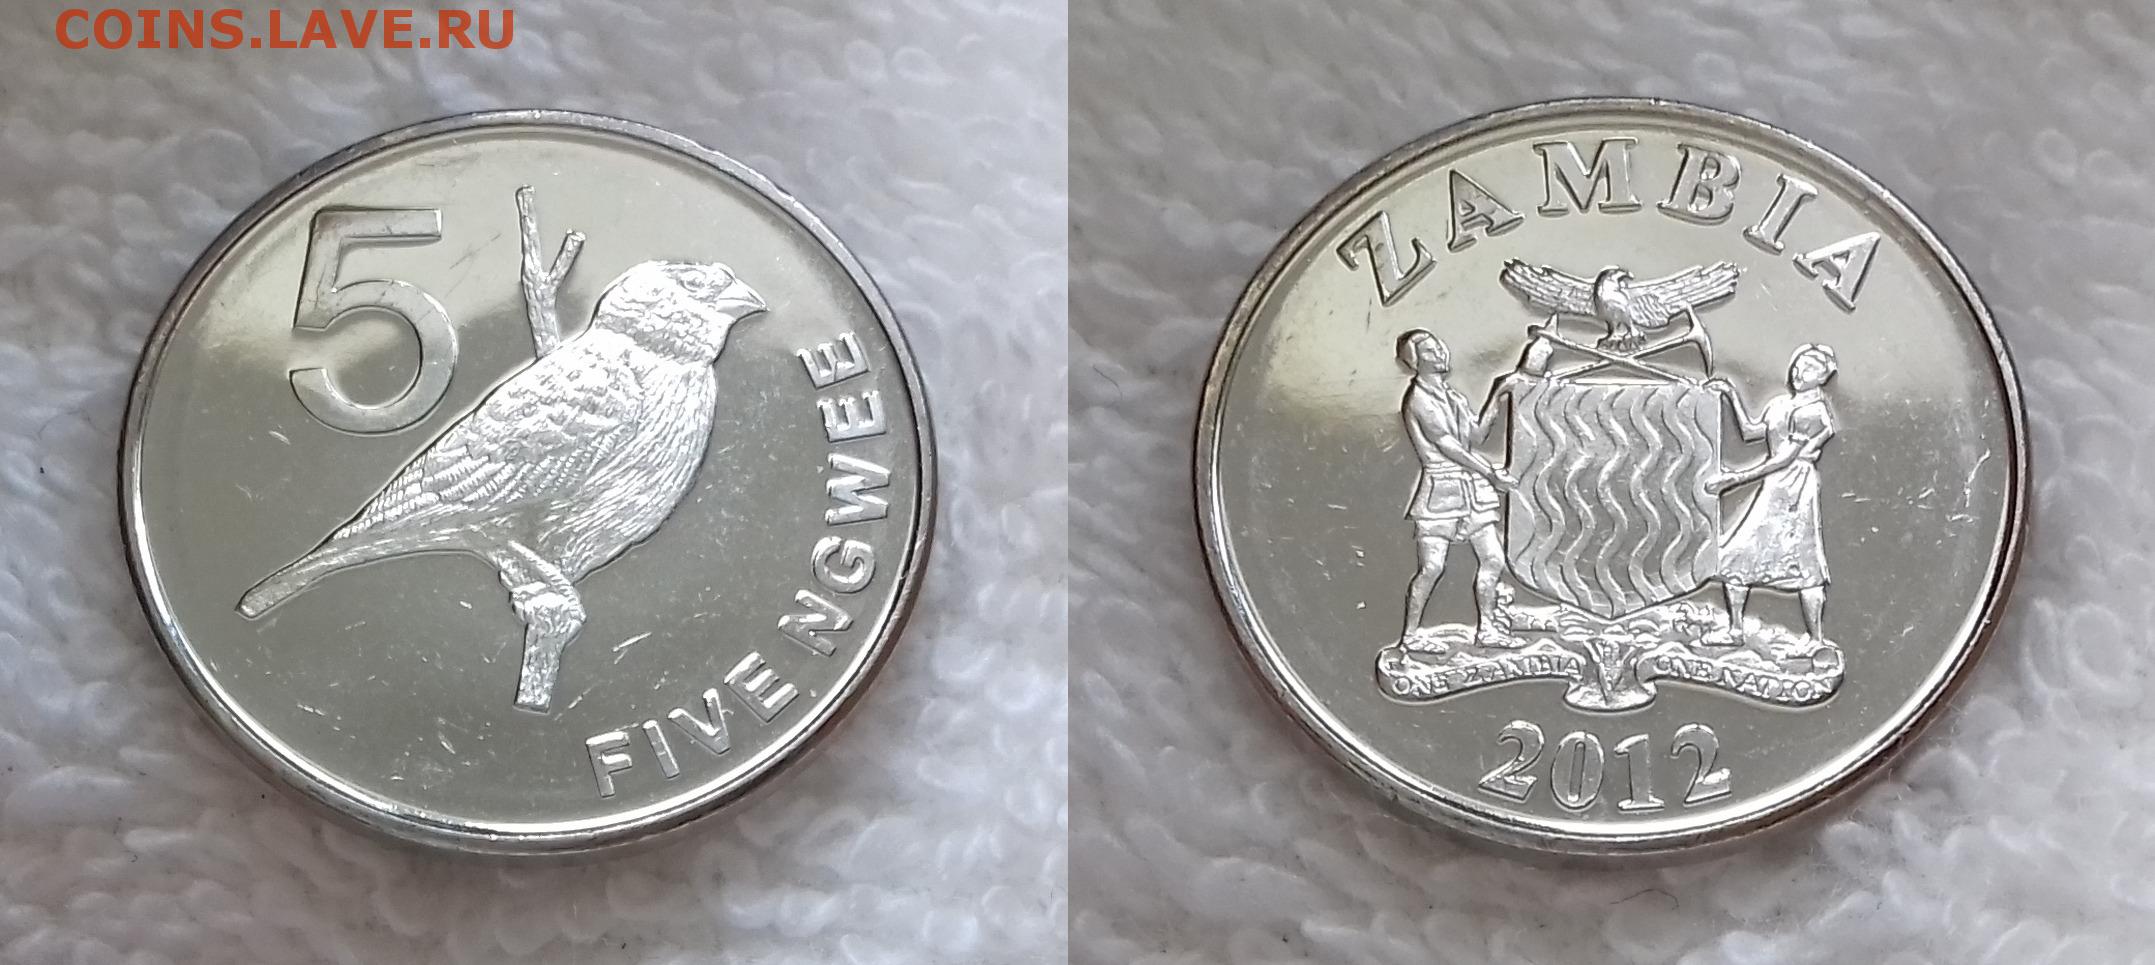 COINS.LAVE.RU
5
FIVE NGWEE
ZAMBIA
ONE ZAMBIA ONE NATION
2012